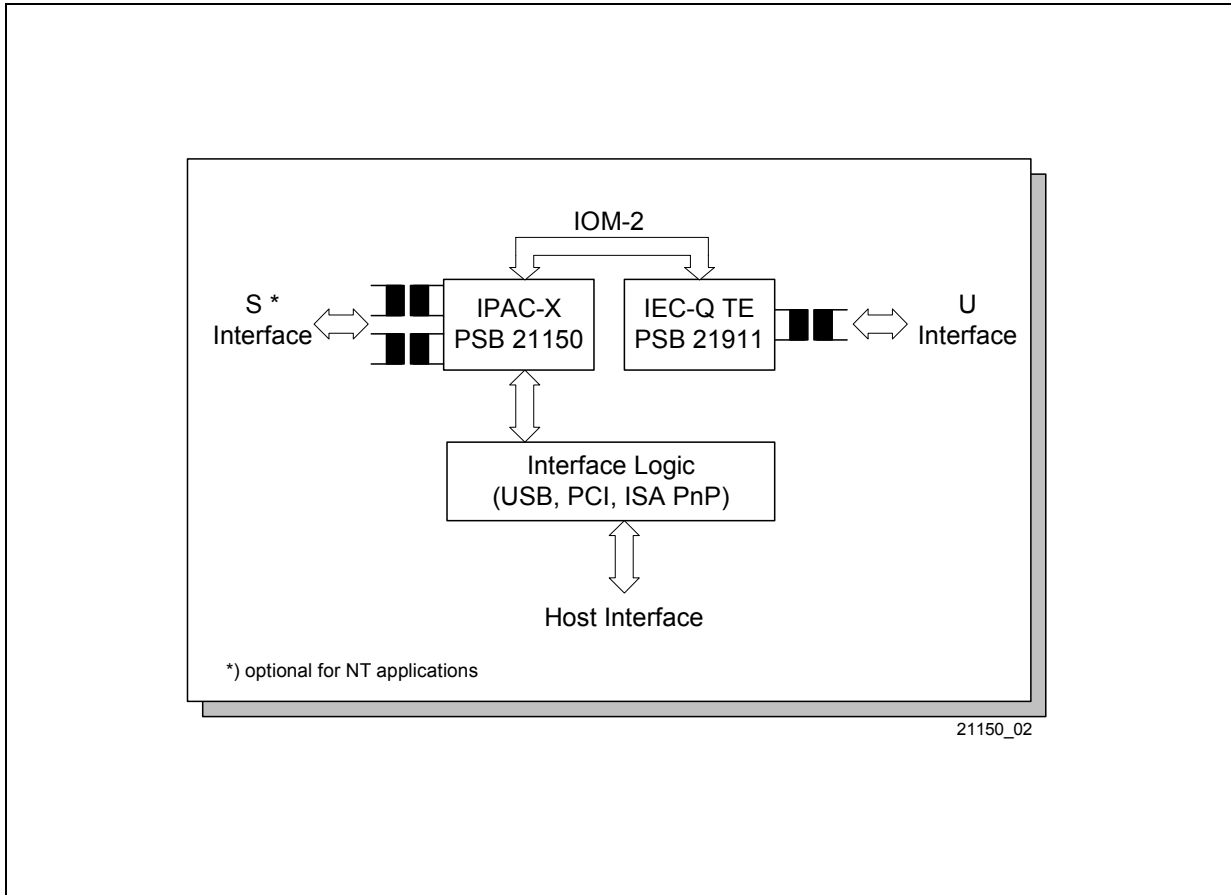 IOM-2
S *
Interface
IPAC-X
PSB 21150
IEC-Q TE
PSB 21911
U
Interface
Interface Logic
(USB, PCI, ISA PnP)
Host Interface
*) optional for NT applications
21150_02